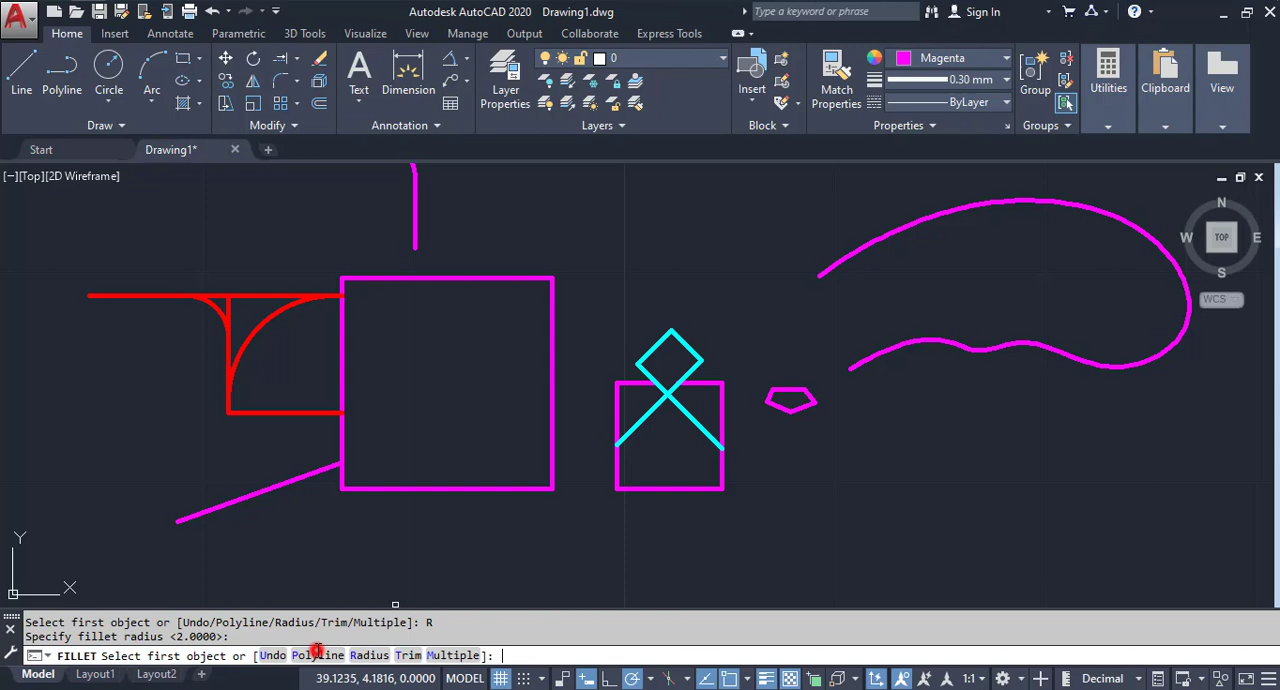 Autodesk AutoCAD 2020 Drawing1.dwg
Type a keyword or phrase
Sign In
Home Insert Annotate Parametric 3D Tools Visualize View Manage Output Collaborate Express Tools
Line Polyline Circle Arc
Draw
Modify
Text Dimension
Annotation
Layer Properties
0
Layers
Insert
Block
Match Properties
Magenta
0.30 mm
ByLayer
Properties
Group
Groups
Utilities
Clipboard
View
Start Drawing1*
[−][Top][2D Wireframe]
N
W TOP E
S
WCS
Y
X
Select first object or [Undo/Polyline/Radius/Trim/Multiple]: R
Specify fillet radius <2.0000>:
FILLET Select first object or [Undo Polyline Radius Trim Multiple]:
Model Layout1 Layout2 +
39.1235, 4.1816, 0.0000 MODEL
1:1
Decimal